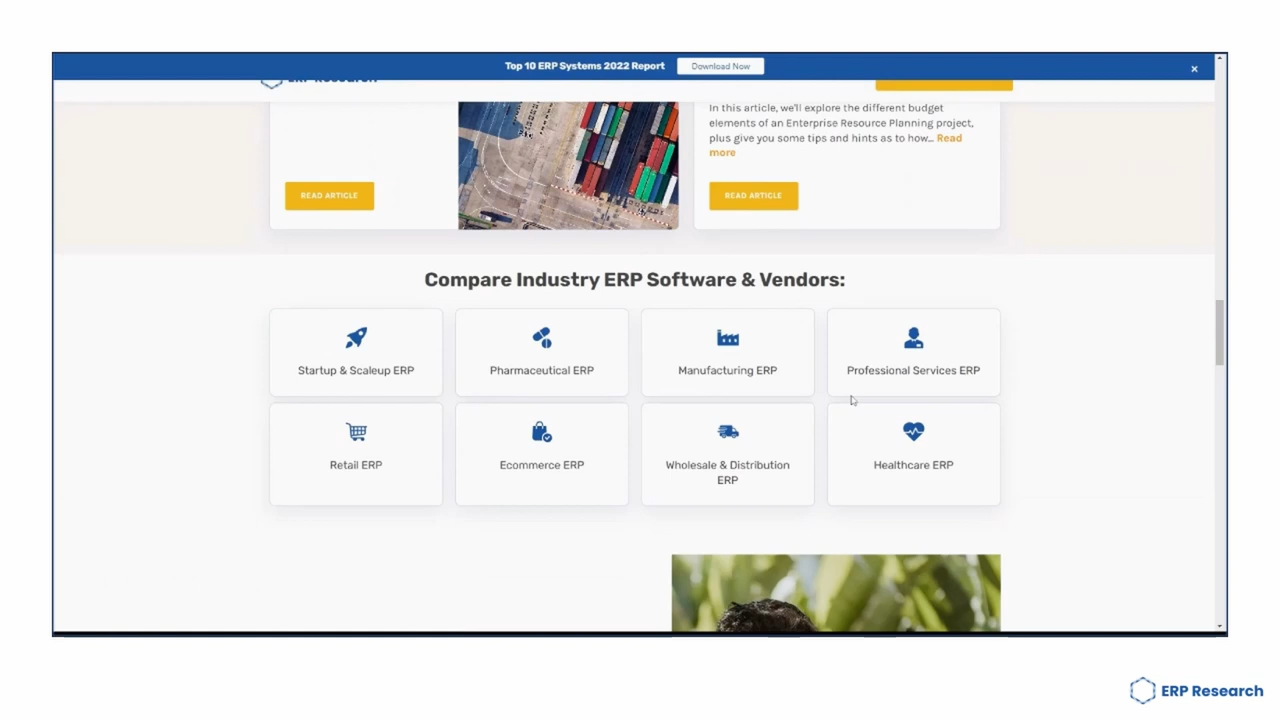 Top 10 ERP Systems 2022 Report Download Now
In this article, we'll explore the different budget
elements of an Enterprise Resource Planning project,
plus give you some tips and hints as to how... Read
more
READ ARTICLE
READ ARTICLE
Compare Industry ERP Software & Vendors:
Startup & Scaleup ERP
Pharmaceutical ERP
Manufacturing ERP
Professional Services ERP
Retail ERP
Ecommerce ERP
Wholesale & Distribution
ERP
Healthcare ERP
ERP Research